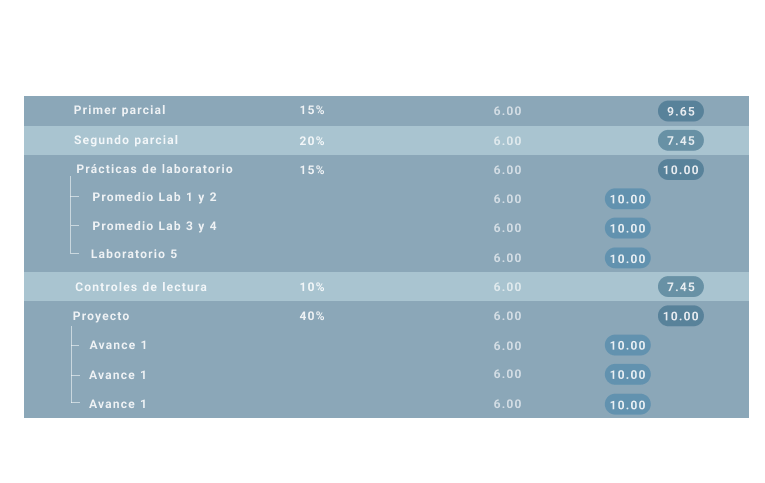 Primer parcial 15% 6.00 9.65
Segundo parcial 20% 6.00 7.45
Prácticas de laboratorio 15% 6.00 10.00
Promedio Lab 1 y 2 6.00 10.00
Promedio Lab 3 y 4 6.00 10.00
Laboratorio 5 6.00 10.00
Controles de lectura 10% 6.00 7.45
Proyecto 40% 6.00 10.00
Avance 1 6.00 10.00
Avance 1 6.00 10.00
Avance 1 6.00 10.00